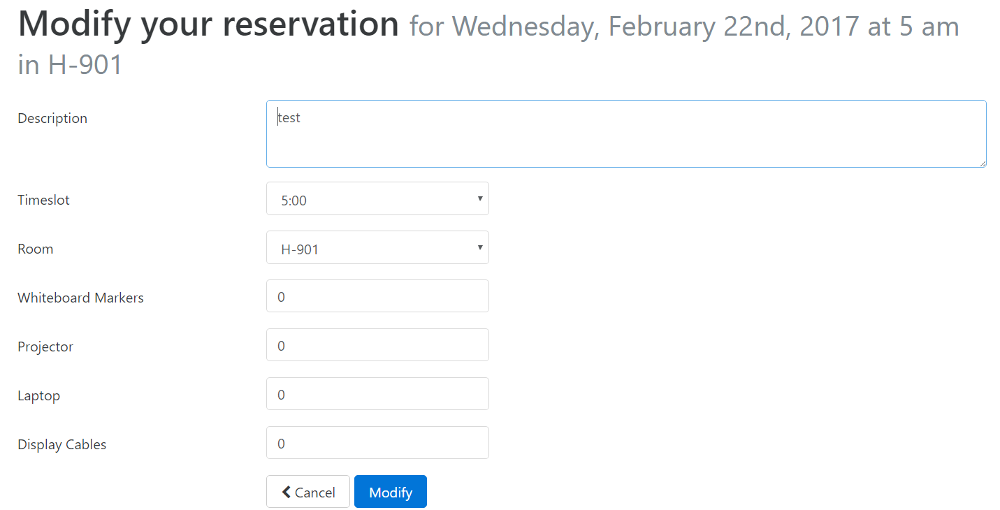 Modify your reservation for Wednesday, February 22nd, 2017 at 5 am
in H-901
Description
test
Timeslot
5:00
Room
H-901
Whiteboard Markers
0
Projector
0
Laptop
0
Display Cables
0
Cancel
Modify